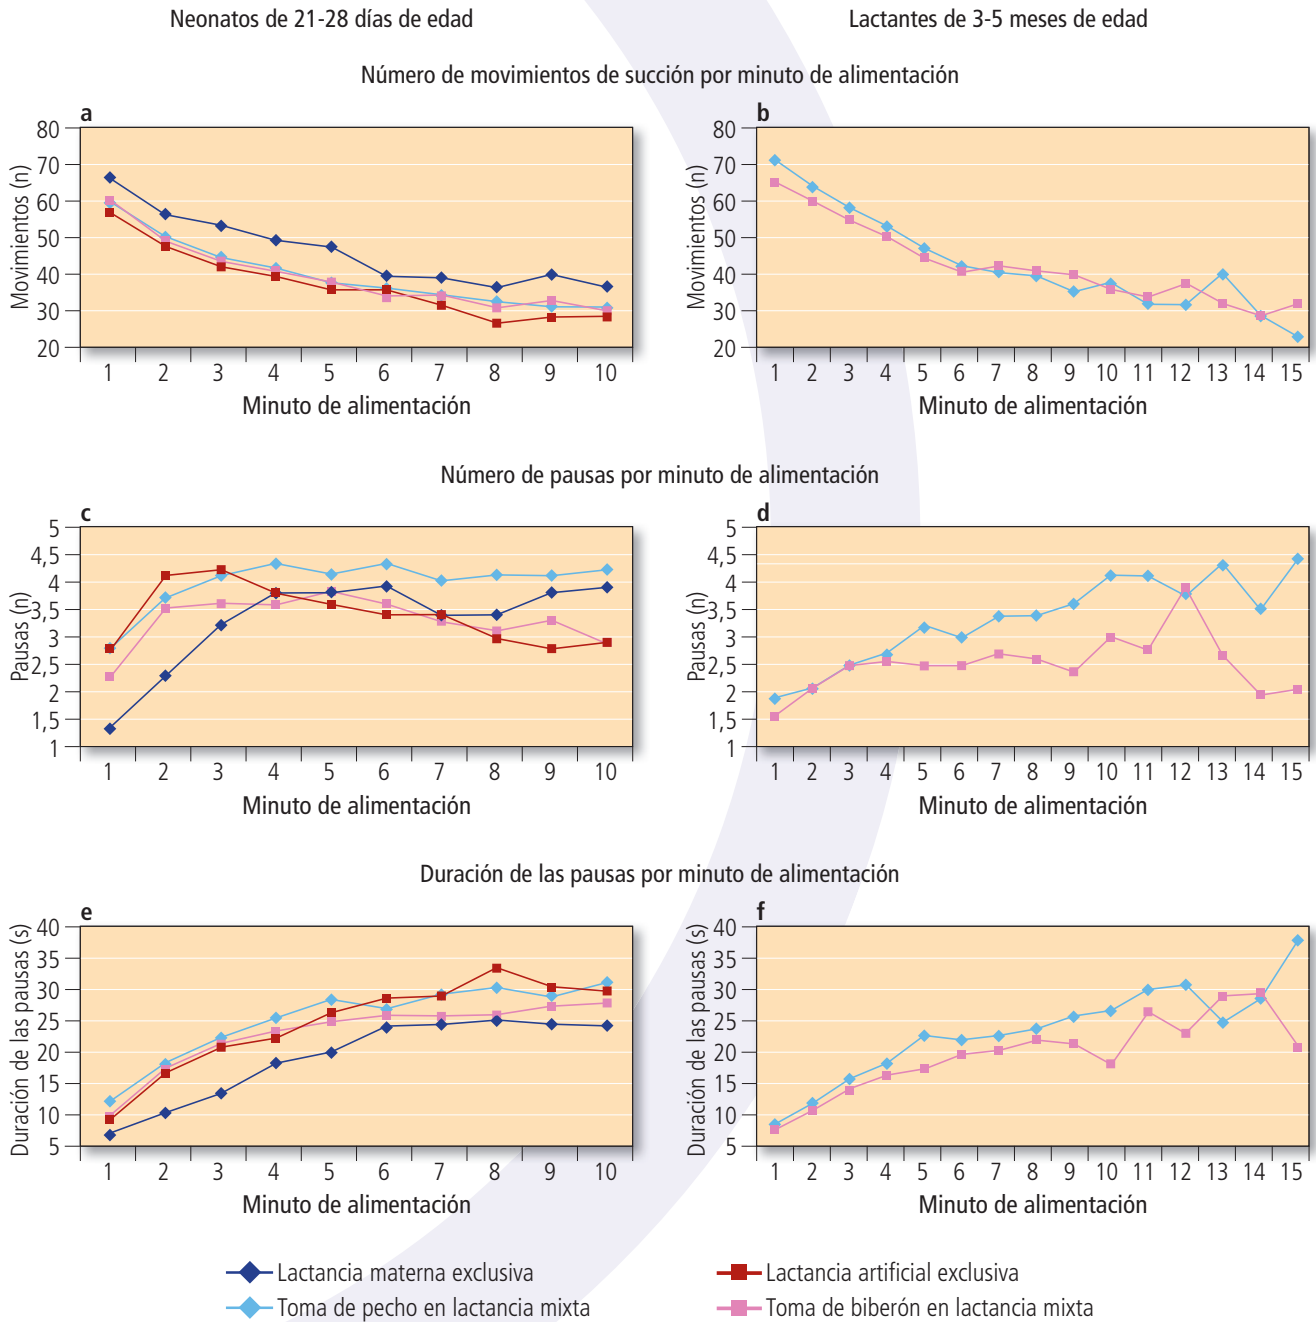 Neonatos de 21-28 días de edad
Lactantes de 3-5 meses de edad
Número de movimientos de succión por minuto de alimentación
a
Movimientos (n)
80
70
60
50
40
30
20
1 2 3 4 5 6 7 8 9 10
Minuto de alimentación
b
Movimientos (n)
80
70
60
50
40
30
20
1 2 3 4 5 6 7 8 9 10 11 12 13 14 15
Minuto de alimentación
Número de pausas por minuto de alimentación
c
Pausas (n)
5
4,5
4
3,5
3
2,5
2
1,5
1
1 2 3 4 5 6 7 8 9 10
Minuto de alimentación
d
Pausas (n)
5
4,5
4
3,5
3
2,5
2
1,5
1
1 2 3 4 5 6 7 8 9 10 11 12 13 14 15
Minuto de alimentación
Duración de las pausas por minuto de alimentación
e
Duración de las pausas (s)
40
35
30
25
20
15
10
5
1 2 3 4 5 6 7 8 9 10
Minuto de alimentación
f
Duración de las pausas (s)
40
35
30
25
20
15
10
5
1 2 3 4 5 6 7 8 9 10 11 12 13 14 15
Minuto de alimentación
Lactancia materna exclusiva
Lactancia artificial exclusiva
Toma de pecho en lactancia mixta
Toma de biberón en lactancia mixta